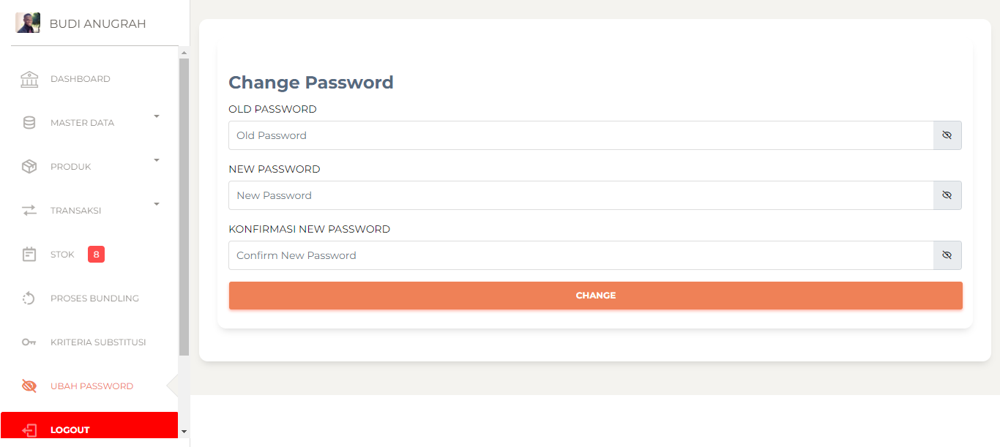 BUDI ANUGRAH
DASHBOARD
MASTER DATA
PRODUK
TRANSAKSI
STOK 8
PROSES BUNDLING
KRITERIA SUBSTITUSI
UBAH PASSWORD
LOGOUT
Change Password
OLD PASSWORD
Old Password
NEW PASSWORD
New Password
KONFIRMASI NEW PASSWORD
Confirm New Password
CHANGE